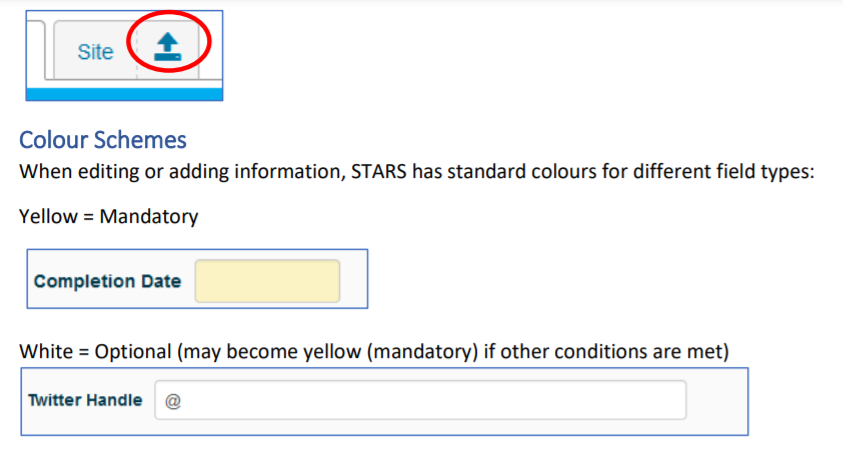 Site
Colour Schemes
When editing or adding information, STARS has standard colours for different field types:
Yellow = Mandatory
Completion Date
White = Optional (may become yellow (mandatory) if other conditions are met)
Twitter Handle @